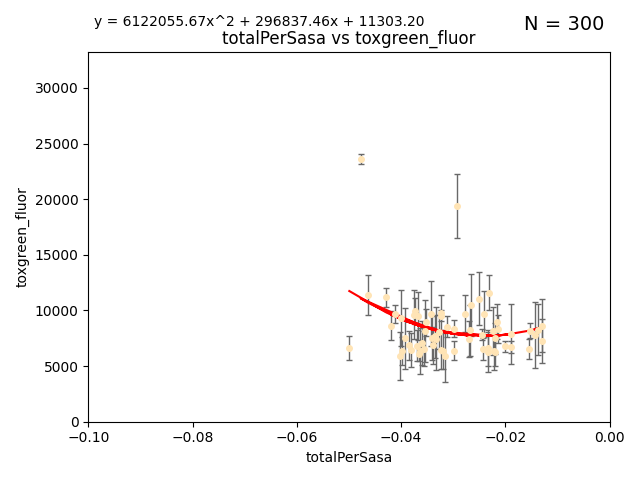 y = 6122055.67x^2 + 296837.46x + 11303.20
N = 300
totalPerSasa vs toxgreen_fluor
30000
25000
20000
15000
10000
5000
0
toxgreen_fluor
−0.10
−0.08
−0.06
−0.04
−0.02
0.00
totalPerSasa